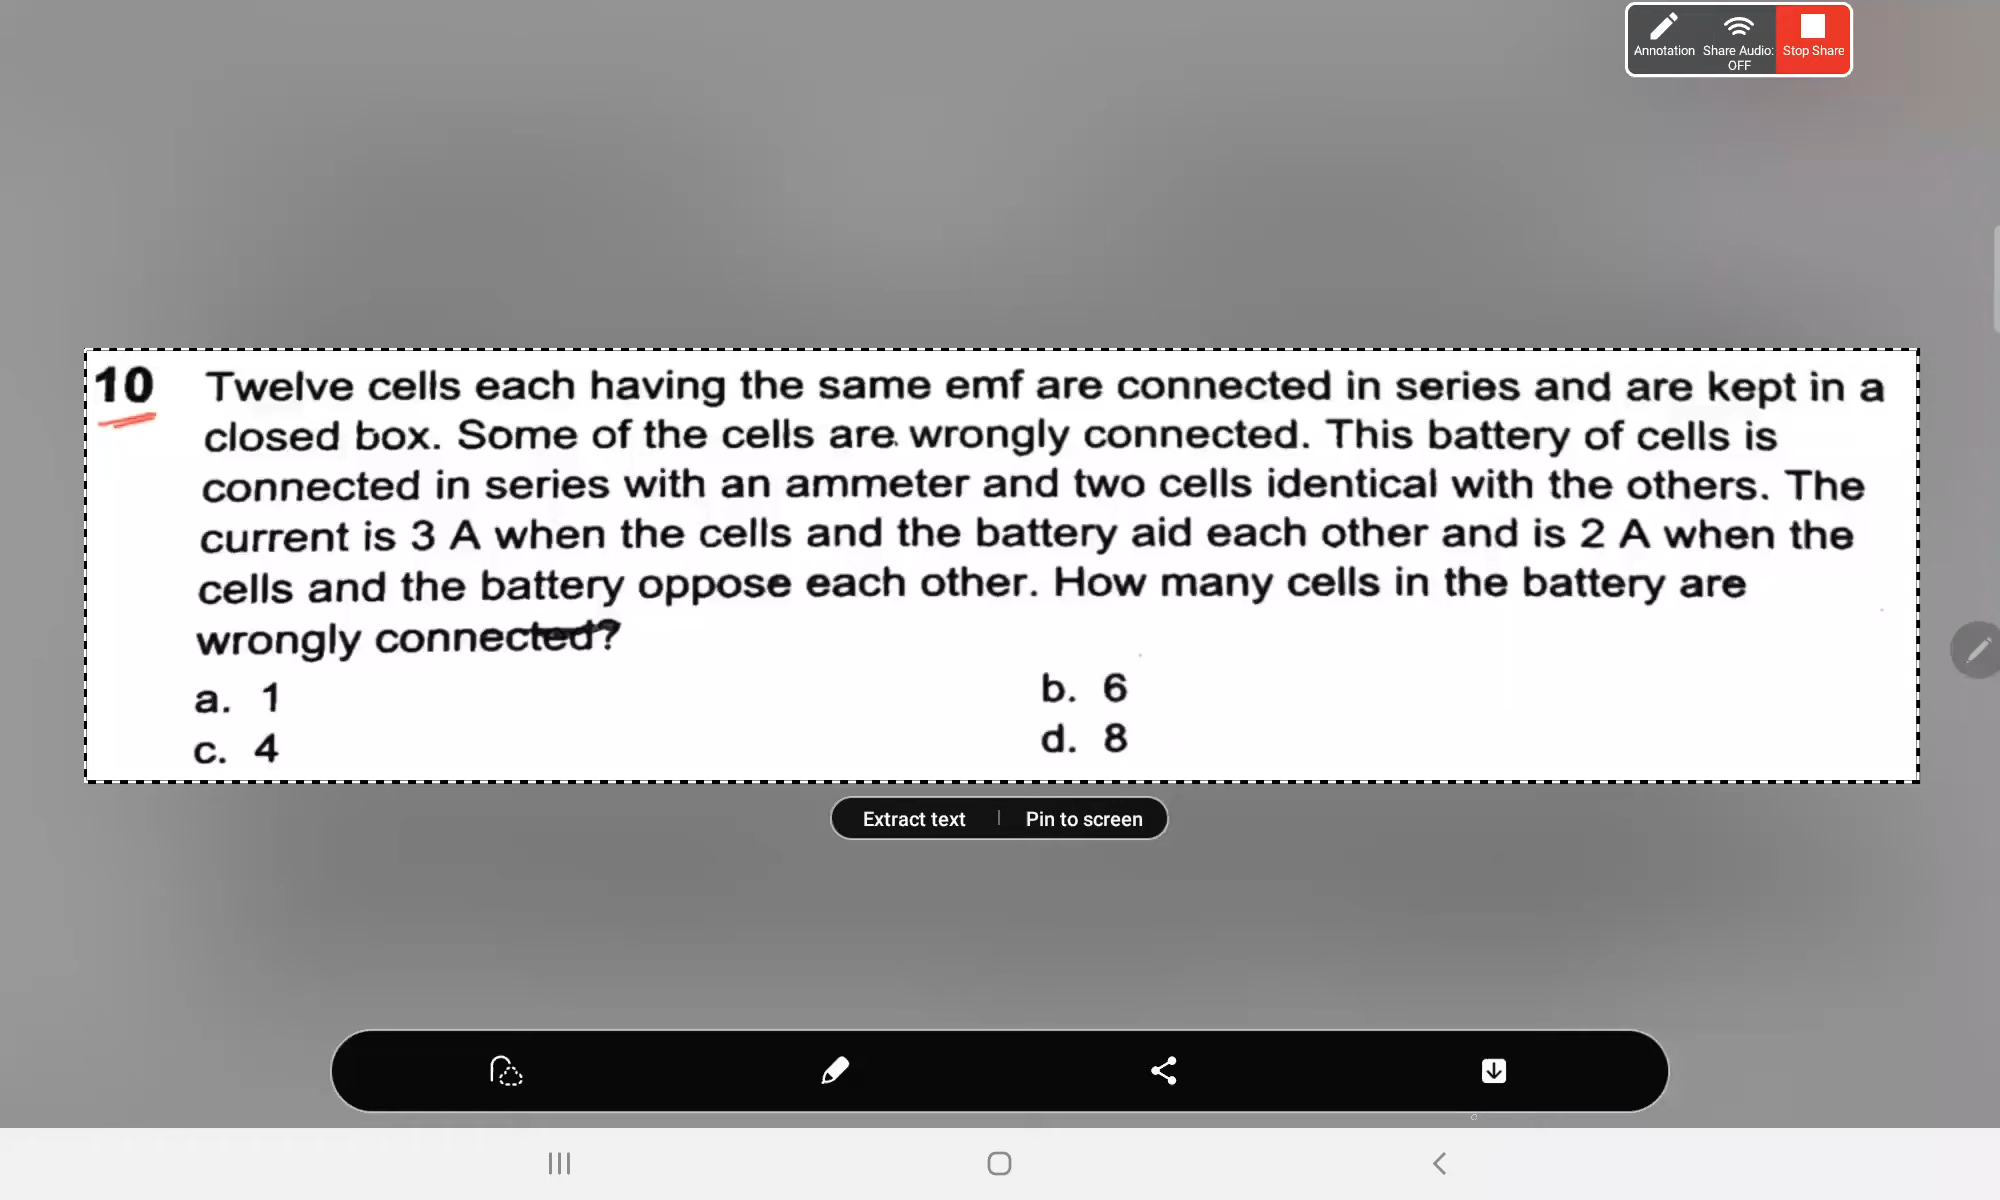 Annotation
Share Audio:
OFF
Stop Share
10 Twelve cells each having the same emf are connected in series and are kept in a
closed box. Some of the cells are wrongly connected. This battery of cells is
connected in series with an ammeter and two cells identical with the others. The
current is 3 A when the cells and the battery aid each other and is 2 A when the
cells and the battery oppose each other. How many cells in the battery are
wrongly connected?
a. 1 b. 6
c. 4 d. 8
Extract text | Pin to screen